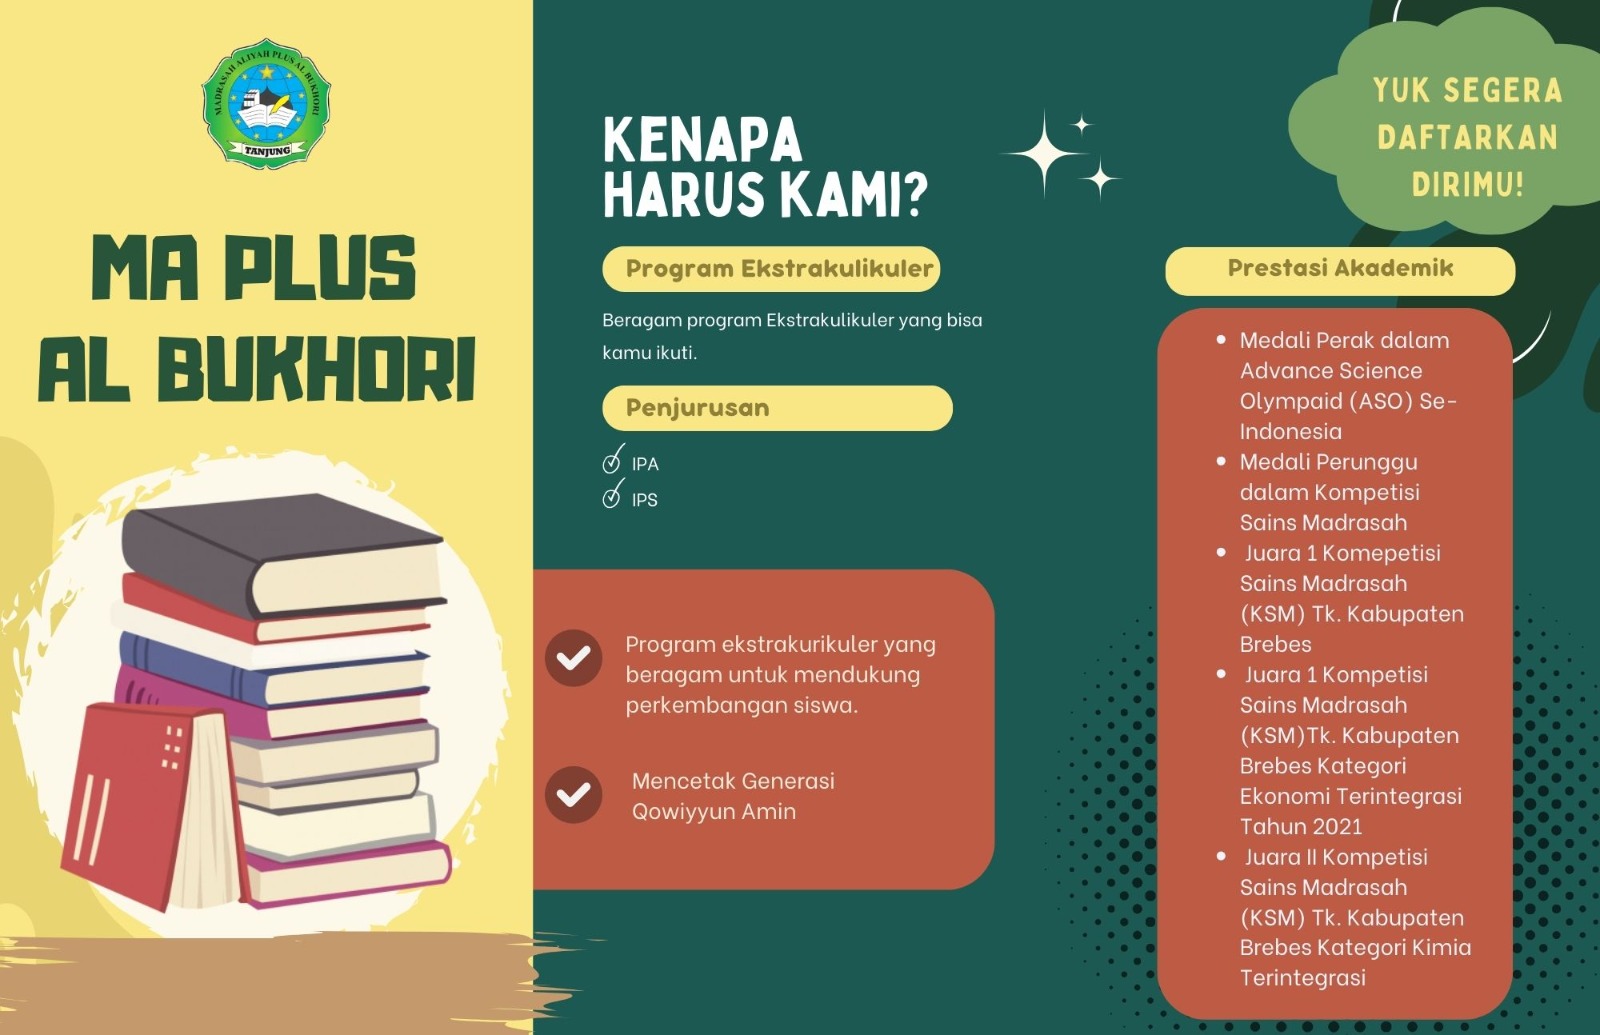 MADRASAH ALIYAH PLUS AL BUKHORI
TANJUNG
MA PLUS
AL BUKHORI
KENAPA
HARUS KAMI?
Program Ekstrakulikuler
Beragam program Ekstrakulikuler yang bisa
kamu ikuti.
Penjurusan
IPA
IPS
Program ekstrakurikuler yang
beragam untuk mendukung
perkembangan siswa.
Mencetak Generasi
Qowiyyun Amin
YUK SEGERA
DAFTARKAN
DIRIMU!
Prestasi Akademik
• Medali Perak dalam
Advance Science
Olympaid (ASO) Se-
Indonesia
• Medali Perunggu
dalam Kompetisi
Sains Madrasah
• Juara 1 Komepetisi
Sains Madrasah
(KSM) Tk. Kabupaten
Brebes
• Juara 1 Kompetisi
Sains Madrasah
(KSM)Tk. Kabupaten
Brebes Kategori
Ekonomi Terintegrasi
Tahun 2021
• Juara II Kompetisi
Sains Madrasah
(KSM) Tk. Kabupaten
Brebes Kategori Kimia
Terintegrasi